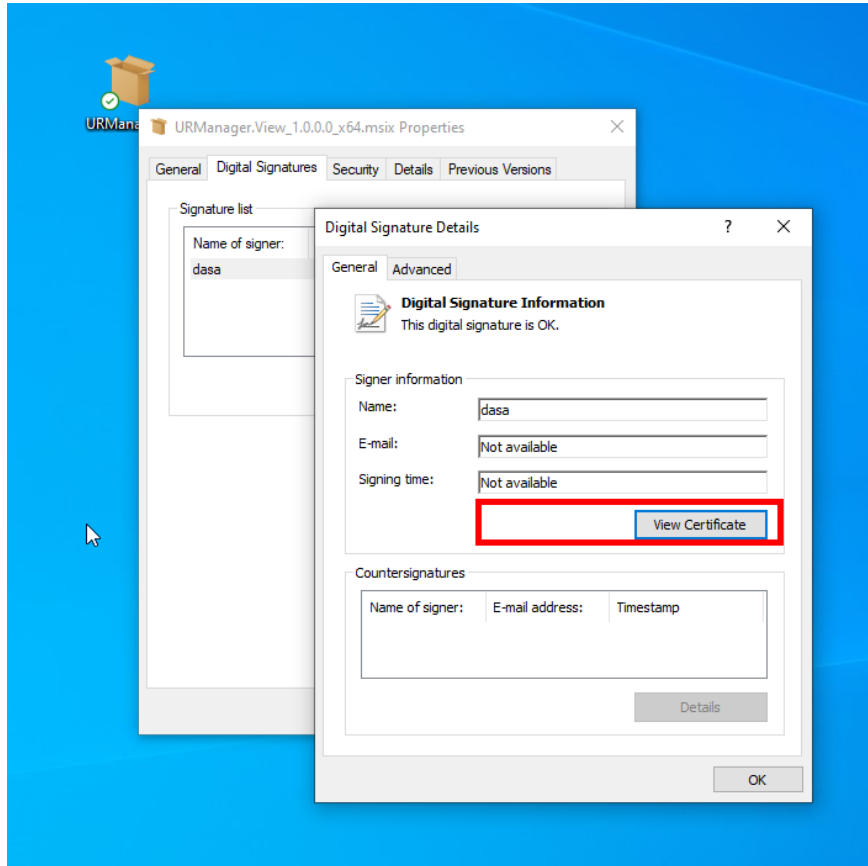 URMana
URManager.View_1.0.0.0_x64.msix Properties
General Digital Signatures Security Details Previous Versions
Signature list
Name of signer:
dasa
Digital Signature Details
?
General Advanced
Digital Signature Information
This digital signature is OK.
Signer information
Name: dasa
E-mail: Not available
Signing time: Not available
View Certificate
Countersignatures
Name of signer: E-mail address: Timestamp
Details
OK